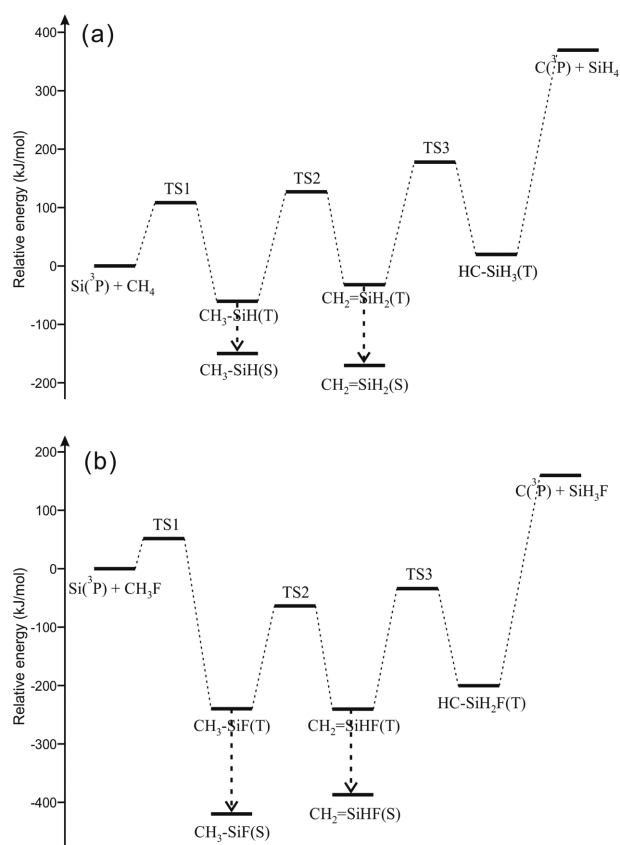 (a)
400
300
200
100
0
-100
-200
Relative energy (kJ/mol)
Si(³P) + CH₄
TS1
CH₃-SiH(T)
CH₃-SiH(S)
TS2
CH₂=SiH₂(T)
CH₂=SiH₂(S)
TS3
HC-SiH₃(T)
C(³P) + SiH₄
(b)
200
100
0
-100
-200
-300
-400
Relative energy (kJ/mol)
Si(³P) + CH₃F
TS1
CH₃-SiF(T)
CH₃-SiF(S)
TS2
CH₂=SiHF(T)
CH₂=SiHF(S)
TS3
HC-SiH₂F(T)
C(³P) + SiH₃F